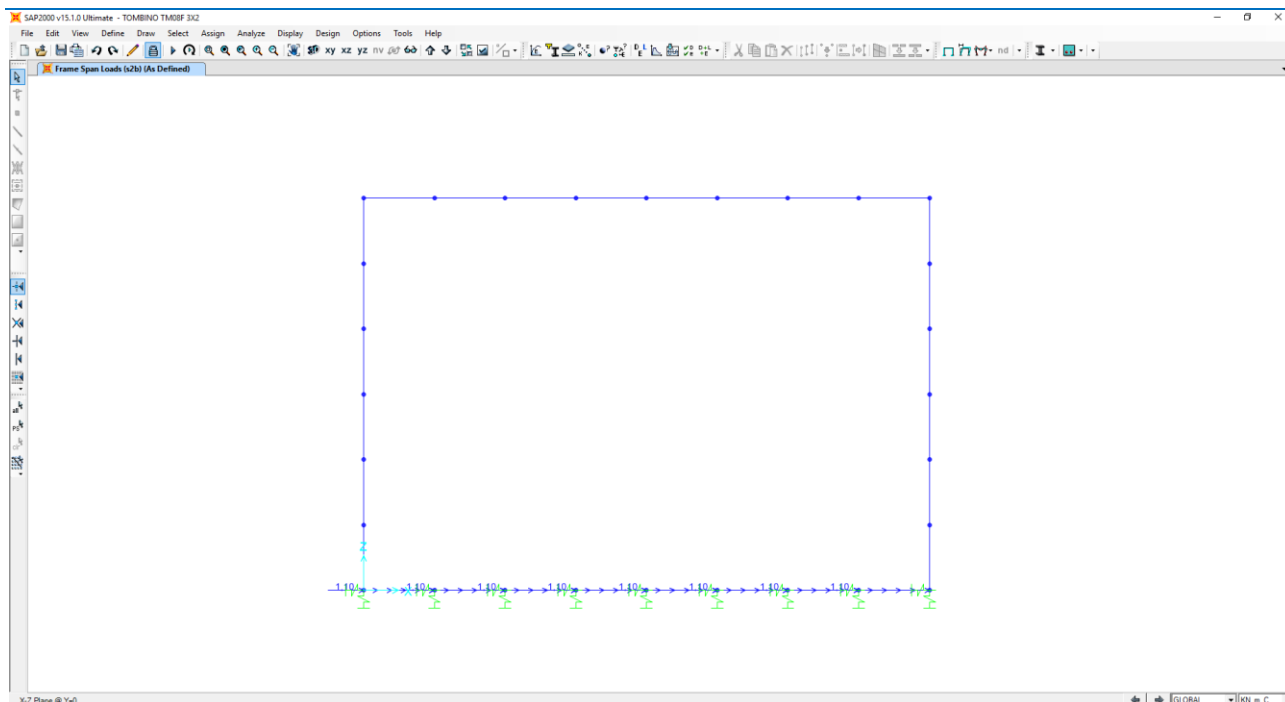 SAP2000 v15.1.0 Ultimate - TOMBINO TM08F 3X2
File Edit View Define Draw Select Assign Analyze Display Design Options Tools Help
xy xz yz nv nd
Frame Span Loads (s2b) (As Defined)
Z
1.10 1.10 1.10 1.10 1.10 1.10 1.10 1.10
X
X-Z Plane @ Y=0 GLOBAL KN, m, C